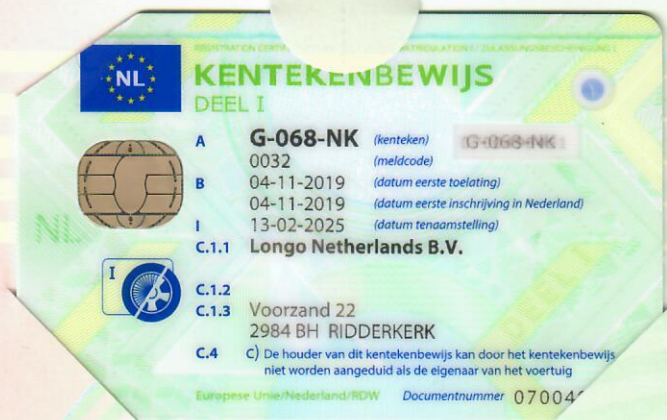 NL
KENTEKENBEWIJS
DEEL I
A G-068-NK (kenteken) G-068-NK
0032 (meldcode)
B 04-11-2019 (datum eerste toelating)
04-11-2019 (datum eerste inschrijving in Nederland)
I 13-02-2025 (datum tenaamstelling)
C.1.1 Longo Netherlands B.V.
I
C.1.2
C.1.3 Voorzand 22
2984 BH RIDDERKERK
C.4 C) De houder van dit kentekenbewijs kan door het kentekenbewijs
niet worden aangeduid als de eigenaar van het voertuig
Europese Unie/Nederland/RDW Documentnummer 07004